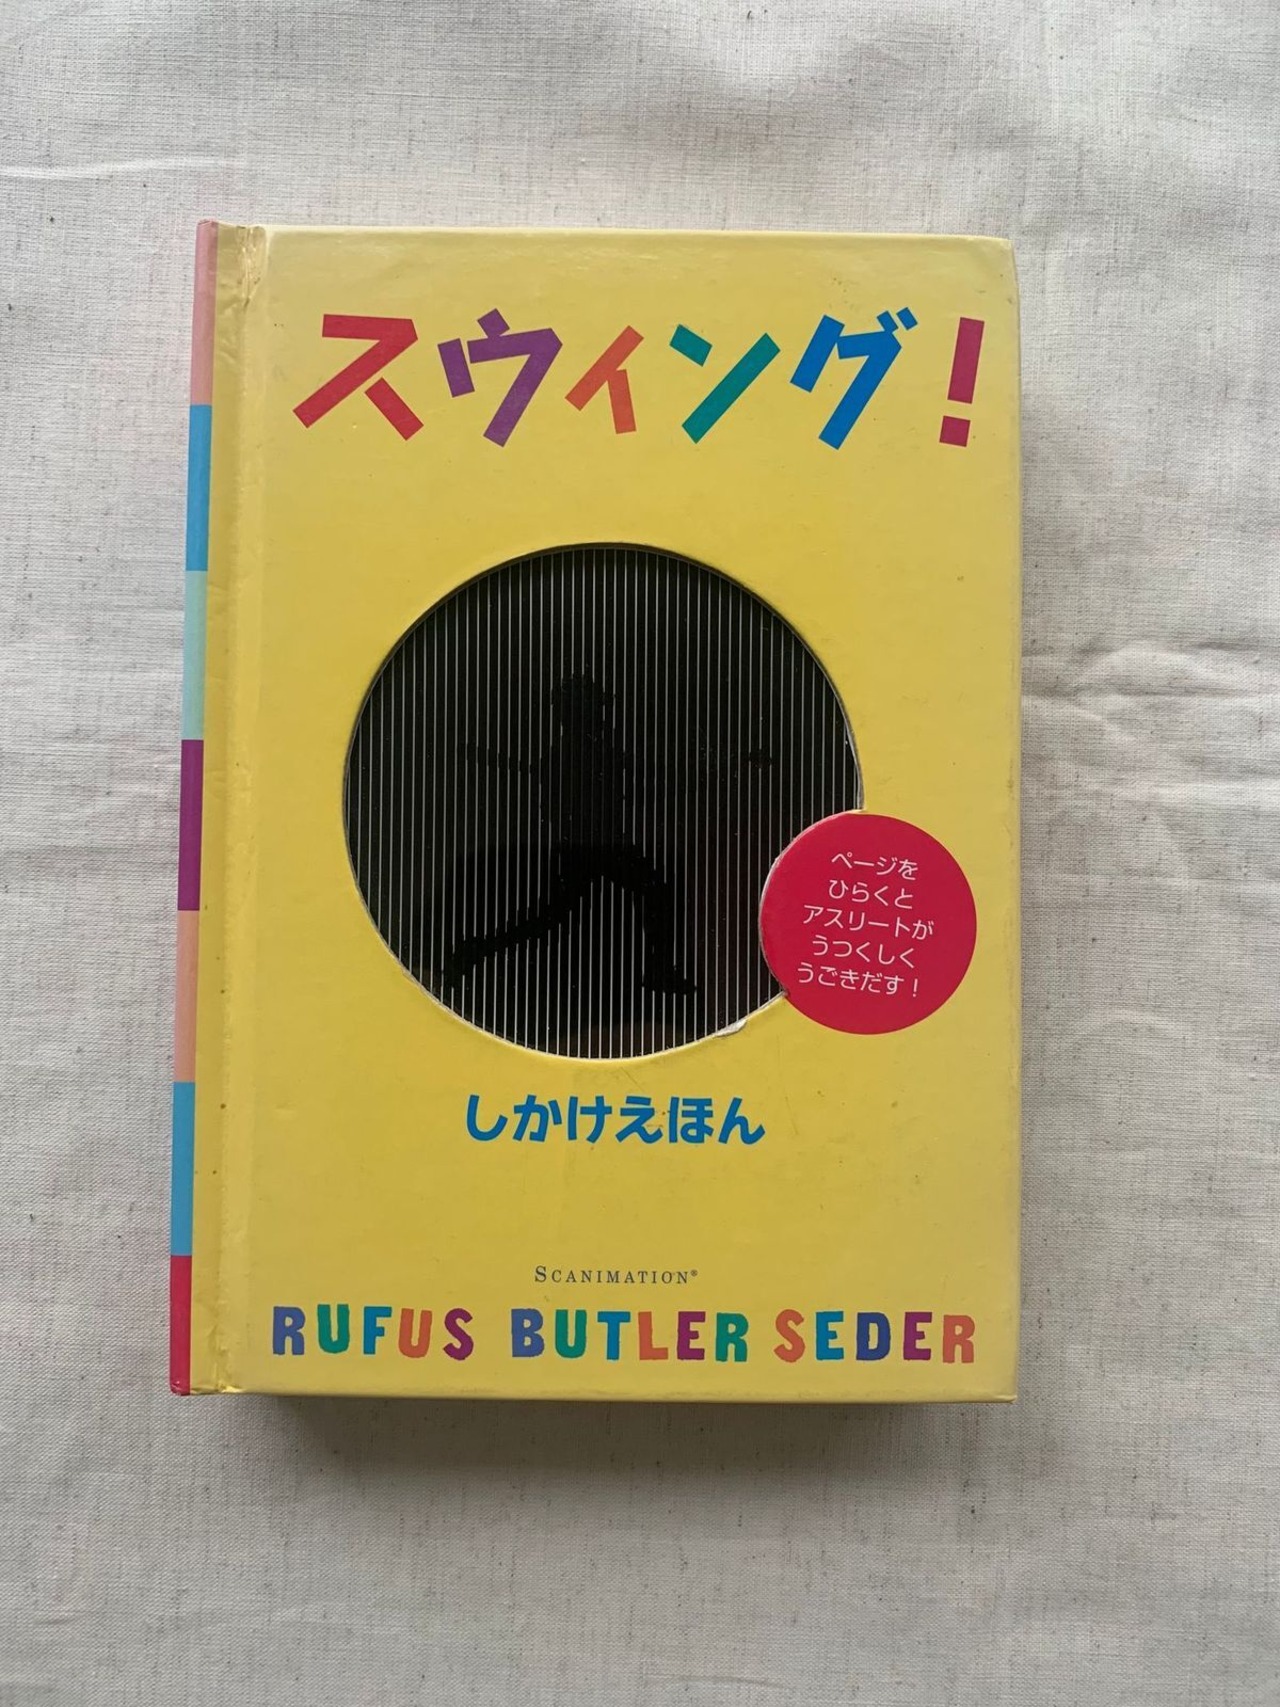 スウィング！
ページを
ひらくと
アスリートが
うつくしく
うごきだす！
しかけえほん
SCANIMATION®
RUFUS BUTLER SEDER